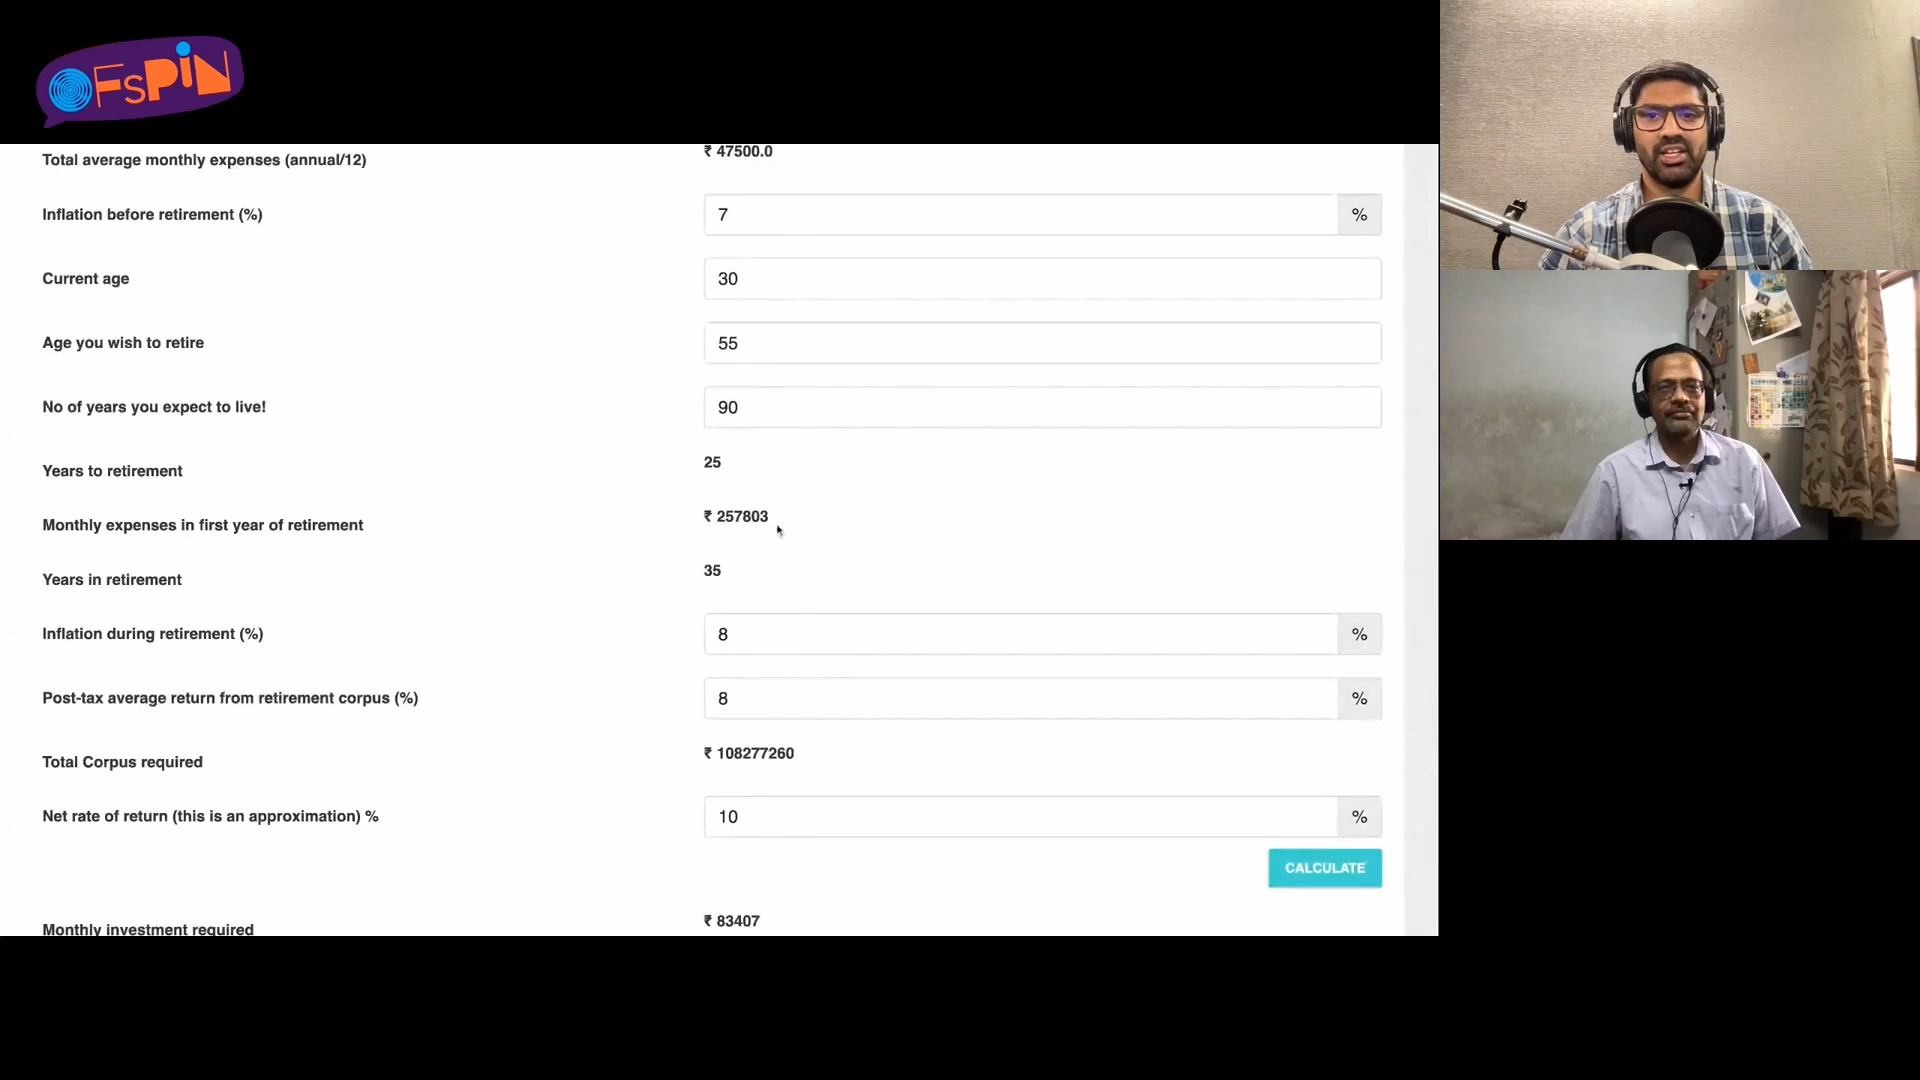 OFSPIN
Total average monthly expenses (annual/12)
₹ 47500.0
Inflation before retirement (%)
7
%
Current age
30
Age you wish to retire
55
No of years you expect to live!
90
Years to retirement
25
Monthly expenses in first year of retirement
₹ 257803
Years in retirement
35
Inflation during retirement (%)
8
%
Post-tax average return from retirement corpus (%)
8
%
Total Corpus required
₹ 108277260
Net rate of return (this is an approximation) %
10
%
CALCULATE
Monthly investment required
₹ 83407